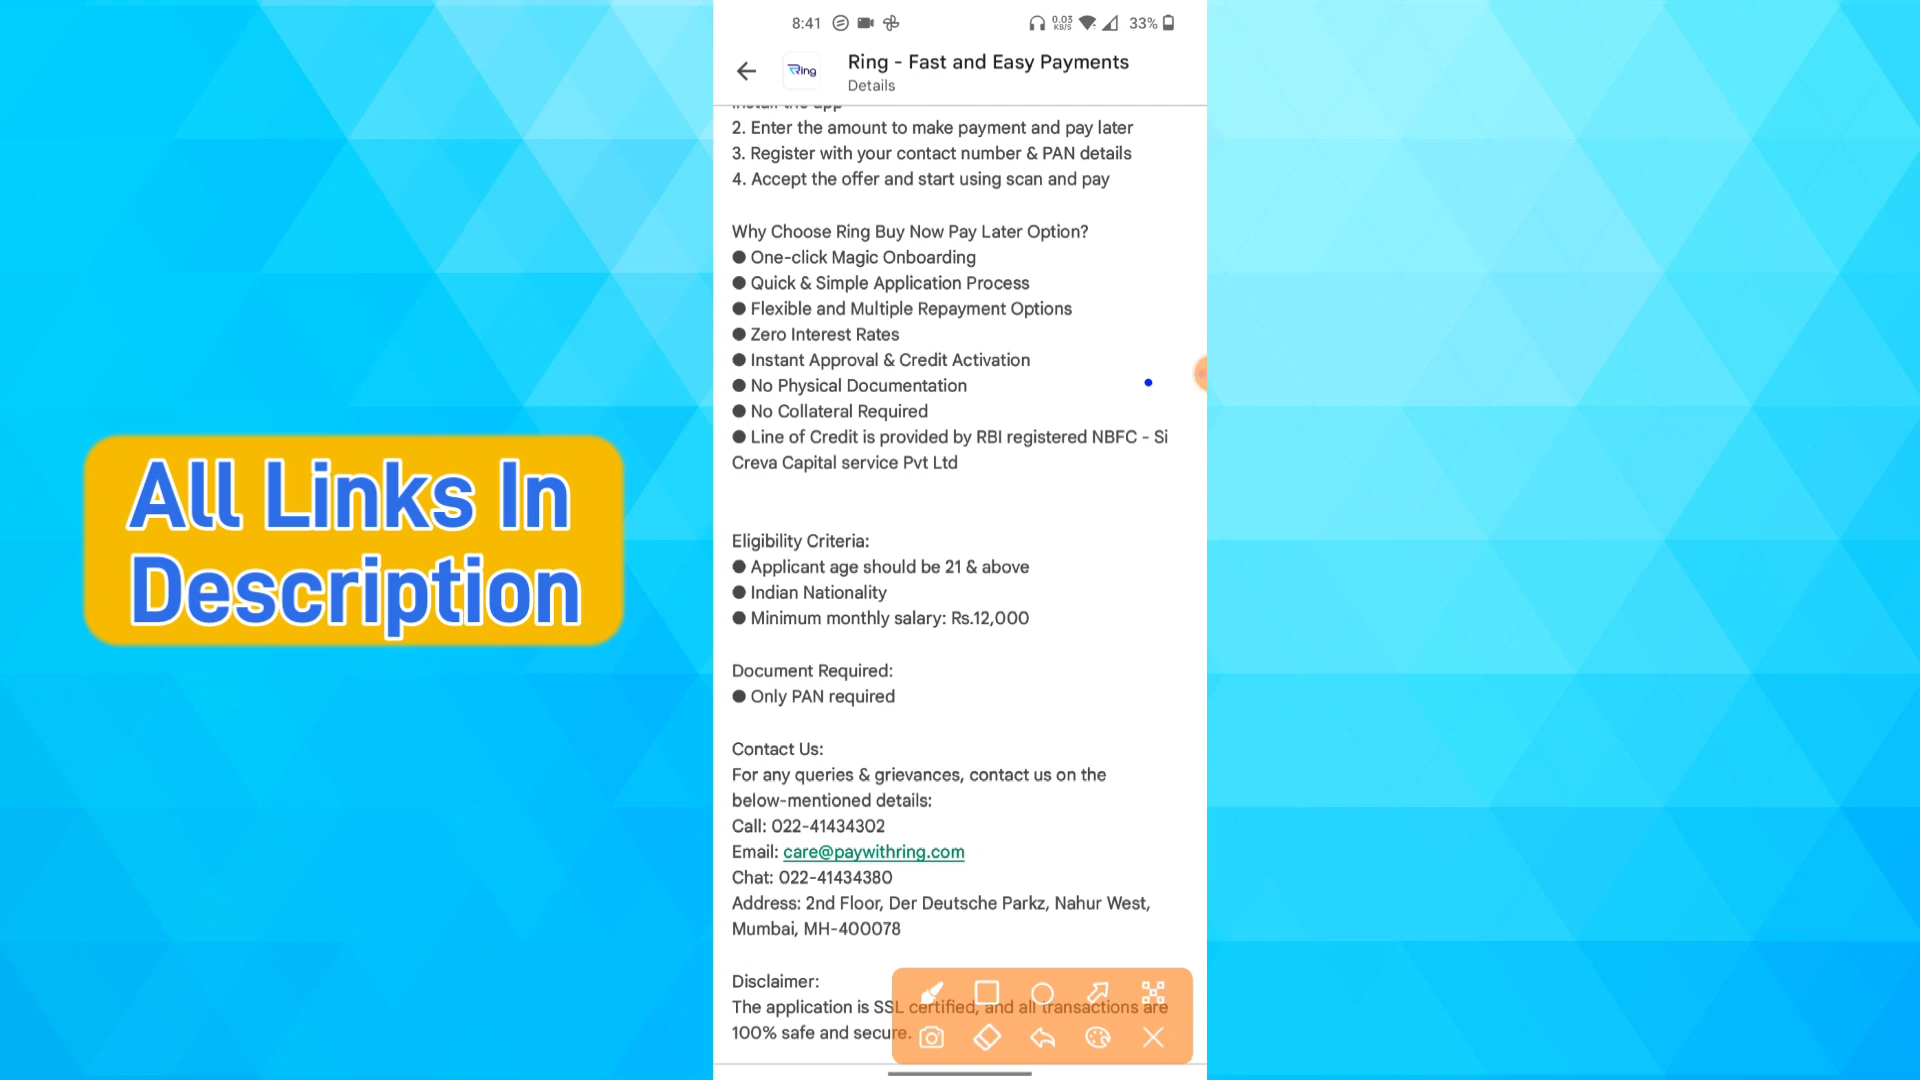 8:41
0.03
KB/S
33%
Ring
Ring - Fast and Easy Payments
Details
install the app
2. Enter the amount to make payment and pay later
3. Register with your contact number & PAN details
4. Accept the offer and start using scan and pay
Why Choose Ring Buy Now Pay Later Option?
● One-click Magic Onboarding
● Quick & Simple Application Process
● Flexible and Multiple Repayment Options
● Zero Interest Rates
● Instant Approval & Credit Activation
● No Physical Documentation
● No Collateral Required
● Line of Credit is provided by RBI registered NBFC - Si
Creva Capital service Pvt Ltd
All Links In
Description
Eligibility Criteria:
● Applicant age should be 21 & above
● Indian Nationality
● Minimum monthly salary: Rs.12,000
Document Required:
● Only PAN required
Contact Us:
For any queries & grievances, contact us on the
below-mentioned details:
Call: 022-41434302
Email: care@paywithring.com
Chat: 022-41434380
Address: 2nd Floor, Der Deutsche Parkz, Nahur West,
Mumbai, MH-400078
Disclaimer:
The application is SSL certified, and all transactions are
100% safe and secure.